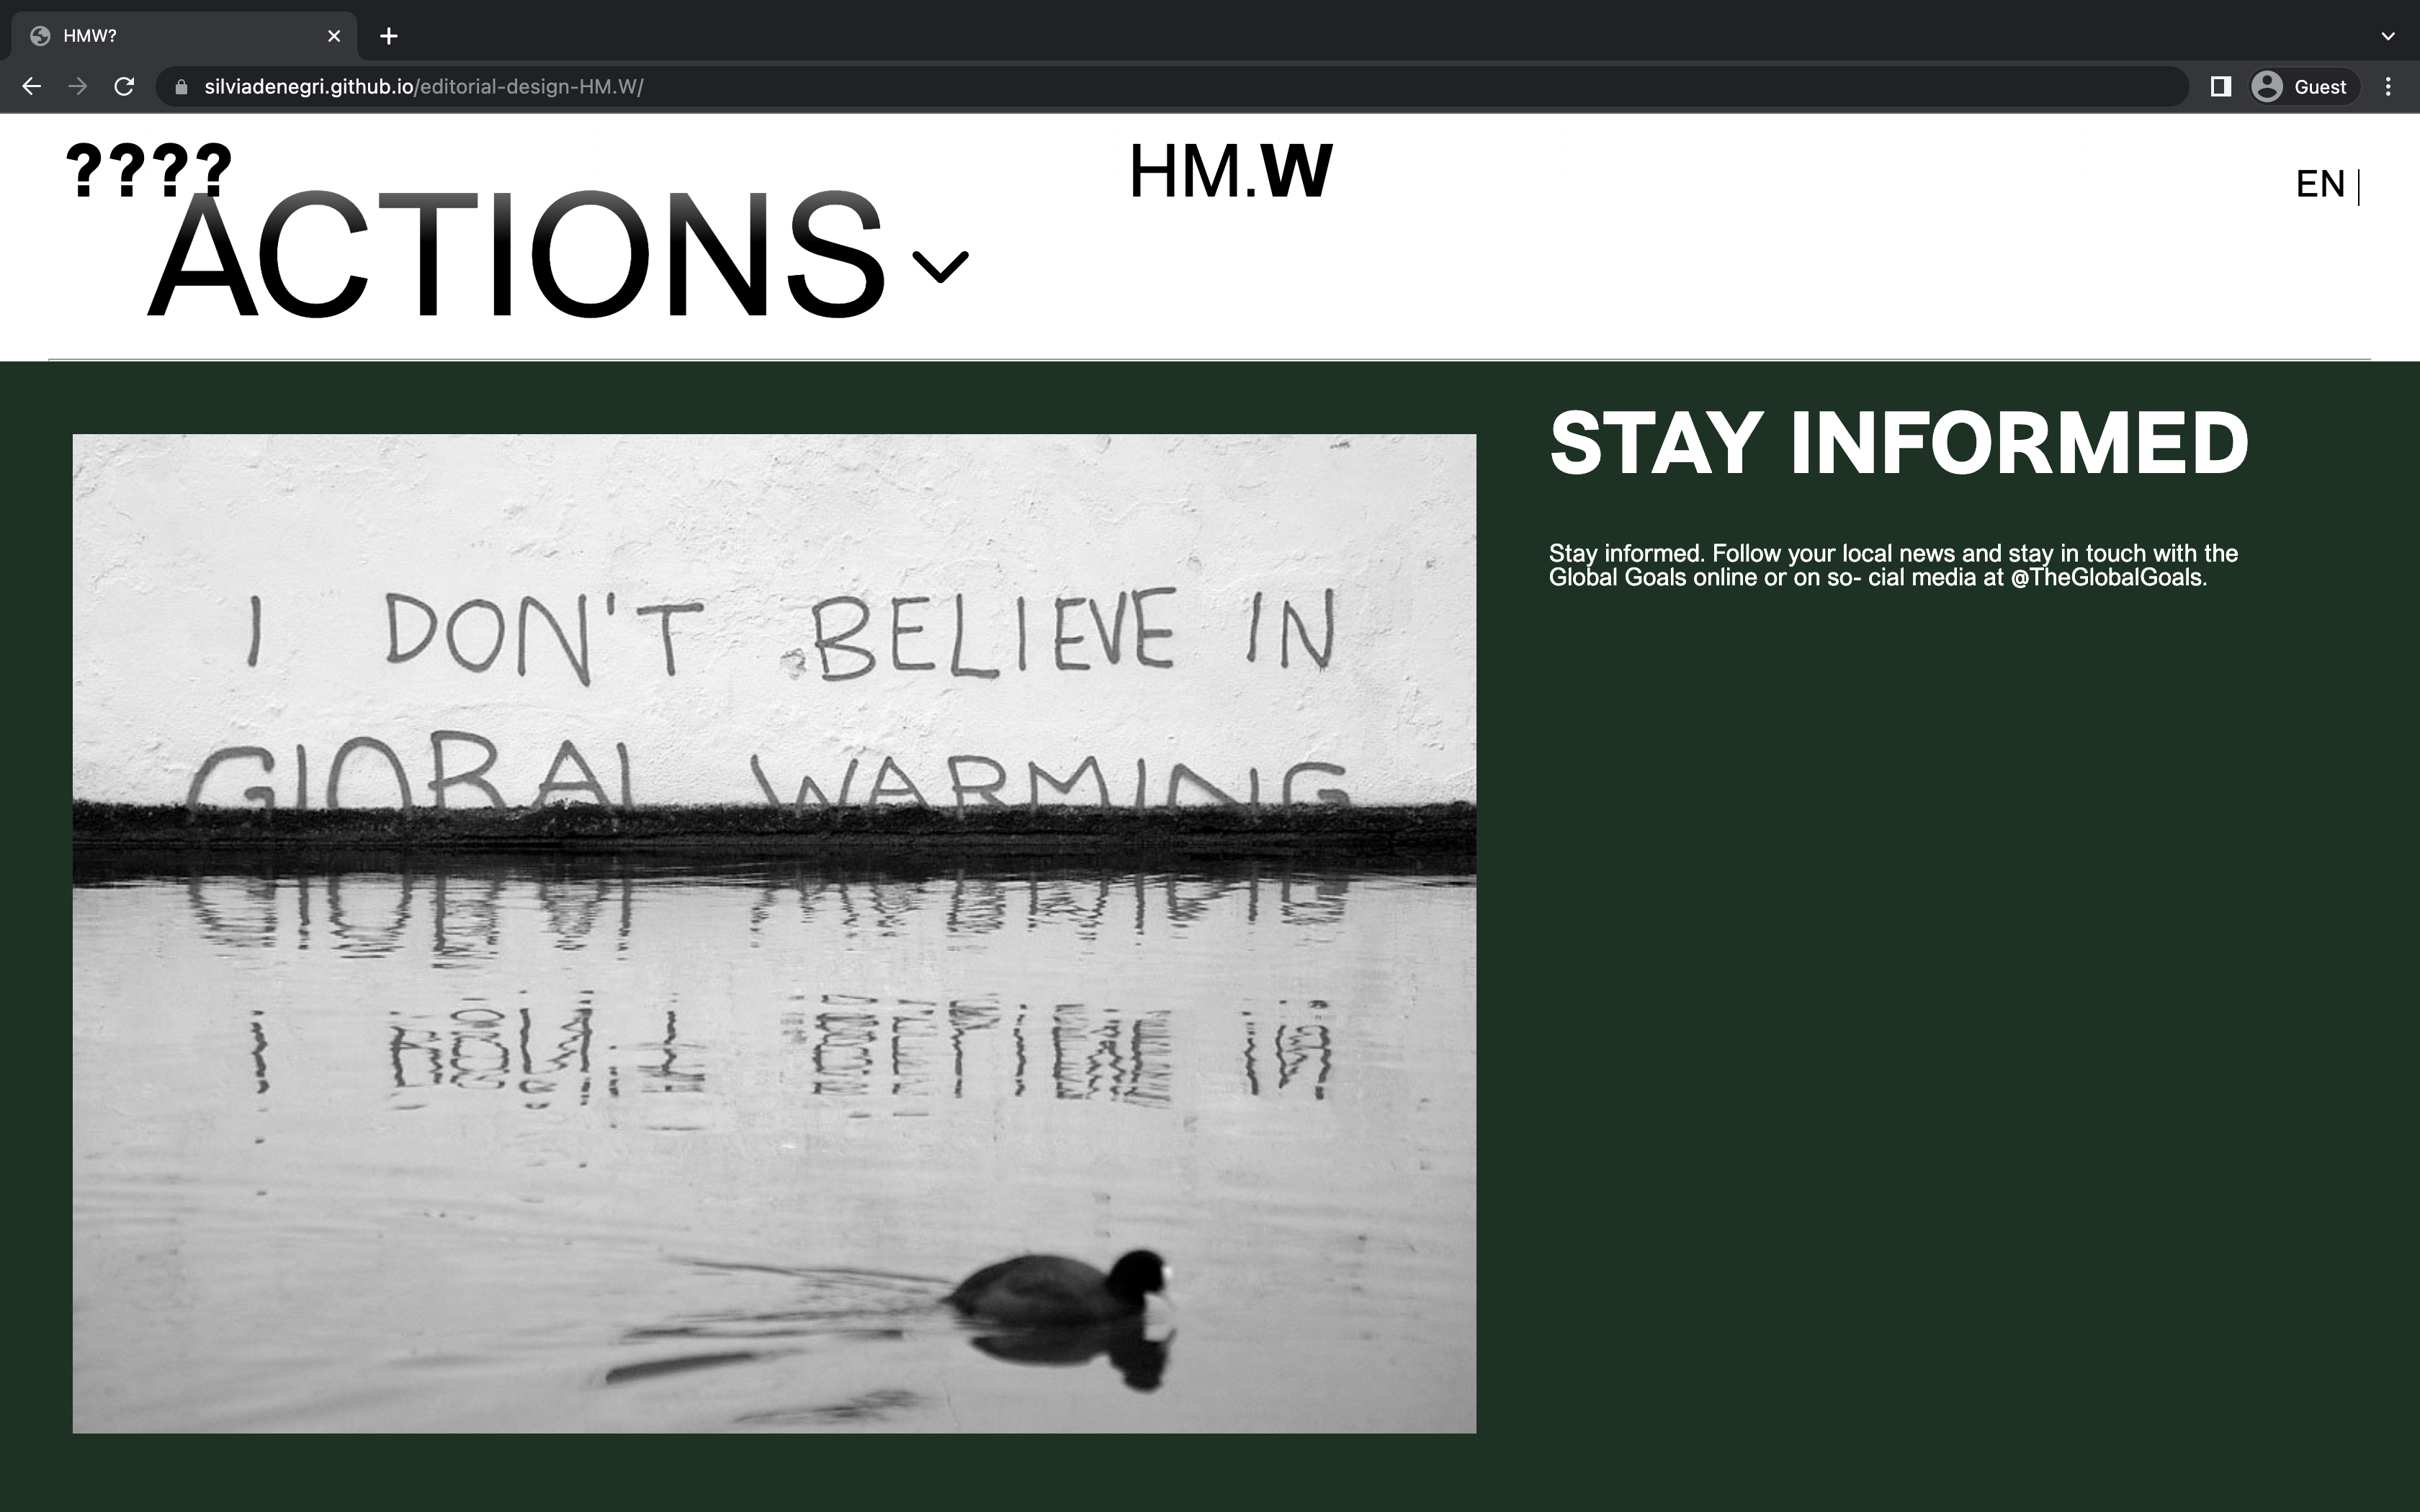 HMW?
silviadenegri.github.io/editorial-design-HM.W/
Guest
????
HM.W
EN |
ACTIONS
STAY INFORMED
Stay informed. Follow your local news and stay in touch with the
Global Goals online or on so- cial media at @TheGlobalGoals.
I DON'T BELIEVE IN
GLOBAL WARMING